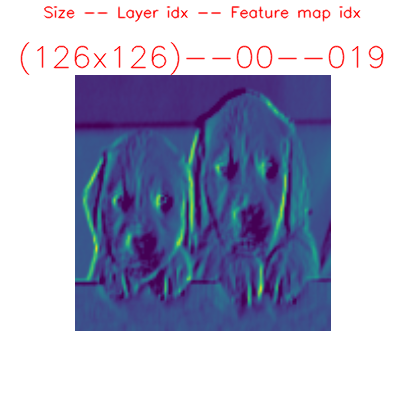 Size -- Layer idx -- Feature map idx
(126x126)--00--019